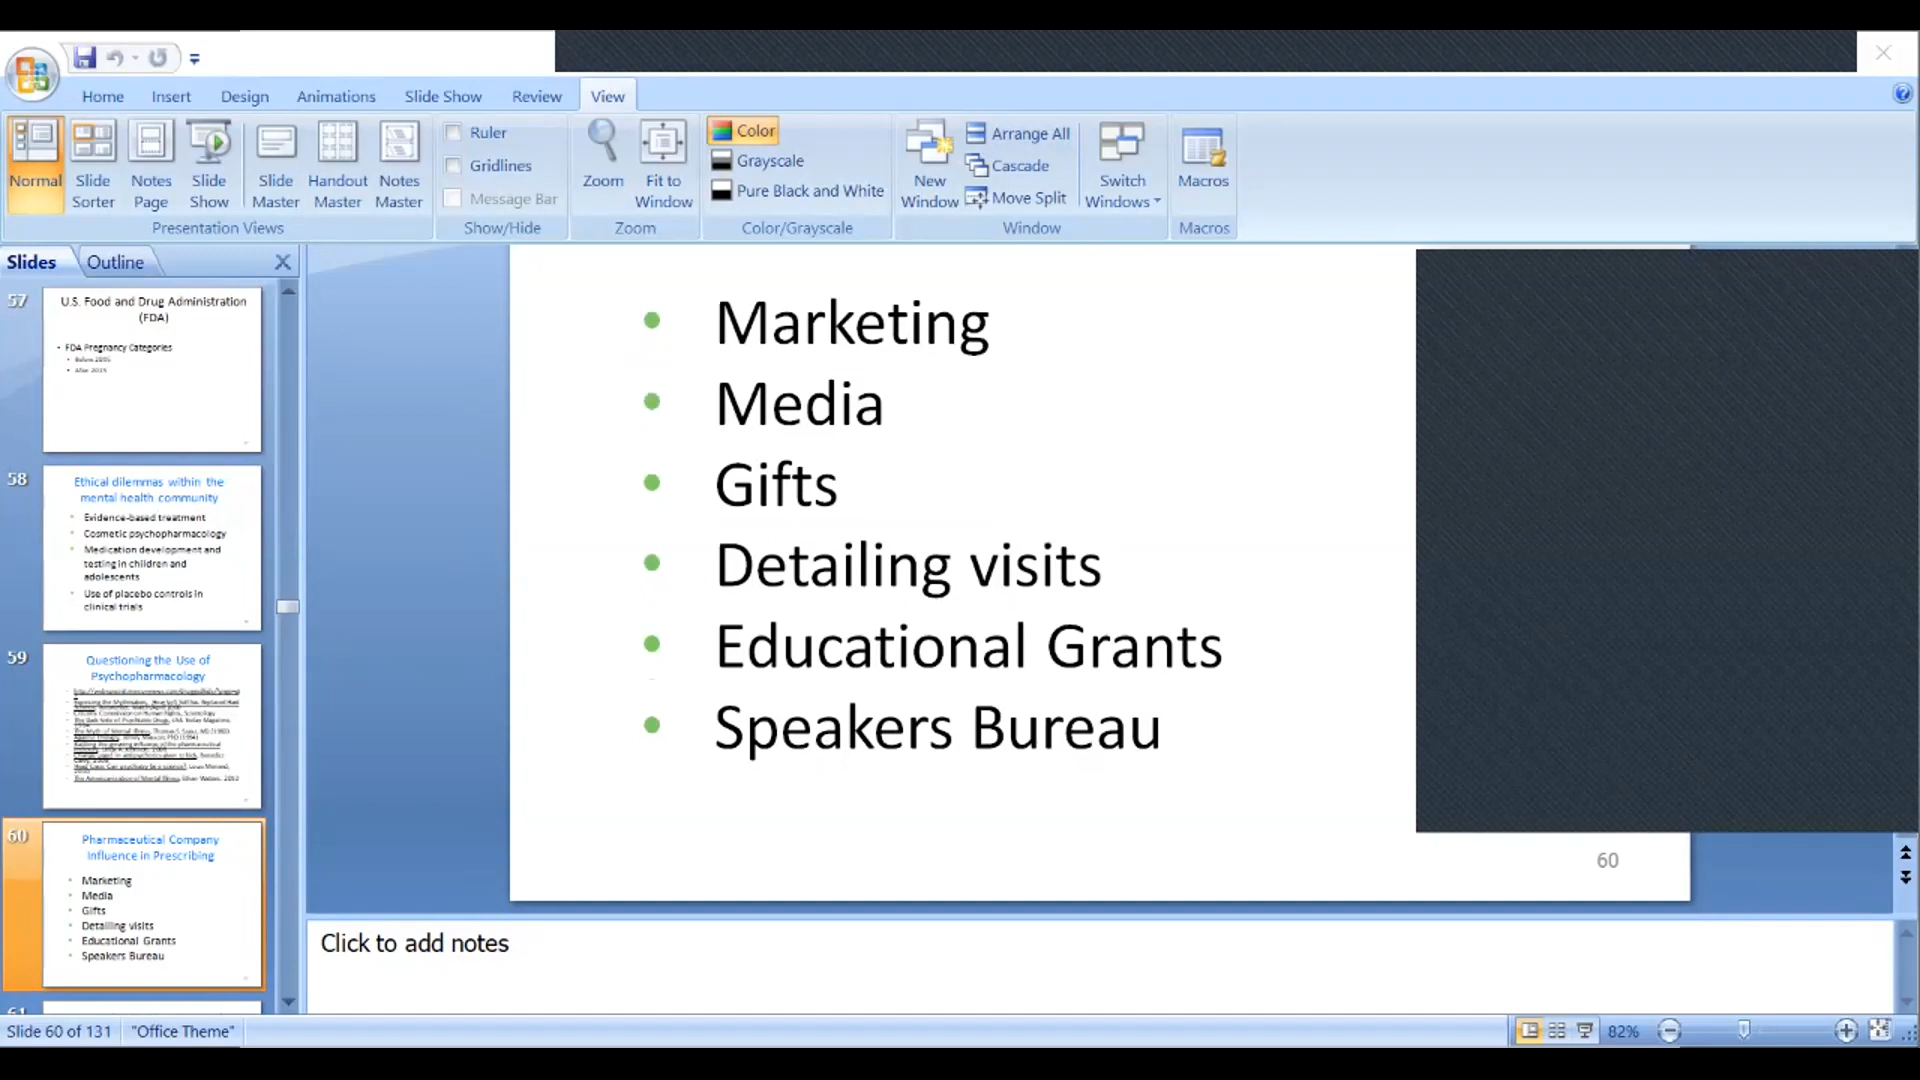 Home Insert Design Animations Slide Show Review View
Normal
Slide Sorter
Notes Page
Slide Show
Slide Master
Handout Master
Notes Master
Presentation Views
Ruler
Gridlines
Message Bar
Show/Hide
Zoom
Fit to Window
Zoom
Color
Grayscale
Pure Black and White
Color/Grayscale
New Window
Arrange All
Cascade
Move Split
Switch Windows
Window
Macros
Macros
Slides Outline
57
U.S. Food and Drug Administration
(FDA)
• FDA Pregnancy Categories
58
Ethical dilemmas within the
mental health community
• Evidence-based treatment
• Cosmetic psychopharmacology
• Medication development and
testing in children and
adolescents
• Use of placebo controls in
clinical trials
59
Questioning the Use of
Psychopharmacology
60
Pharmaceutical Company
Influence in Prescribing
• Marketing
• Media
• Gifts
• Detailing visits
• Educational Grants
• Speakers Bureau
61
• Marketing
• Media
• Gifts
• Detailing visits
• Educational Grants
• Speakers Bureau
60
Click to add notes
Slide 60 of 131 "Office Theme" 82%